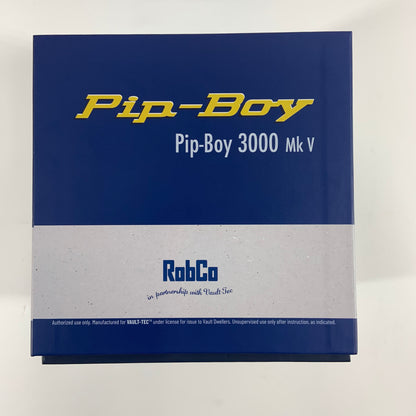 Pip-Boy
Pip-Boy 3000 Mk V
RobCo
in partnership with Vault Tec
Authorized use only. Manufactured for VAULT-TEC™ under license for issue to Vault Dwellers. Unsupervised use only after instruction, as indicated.